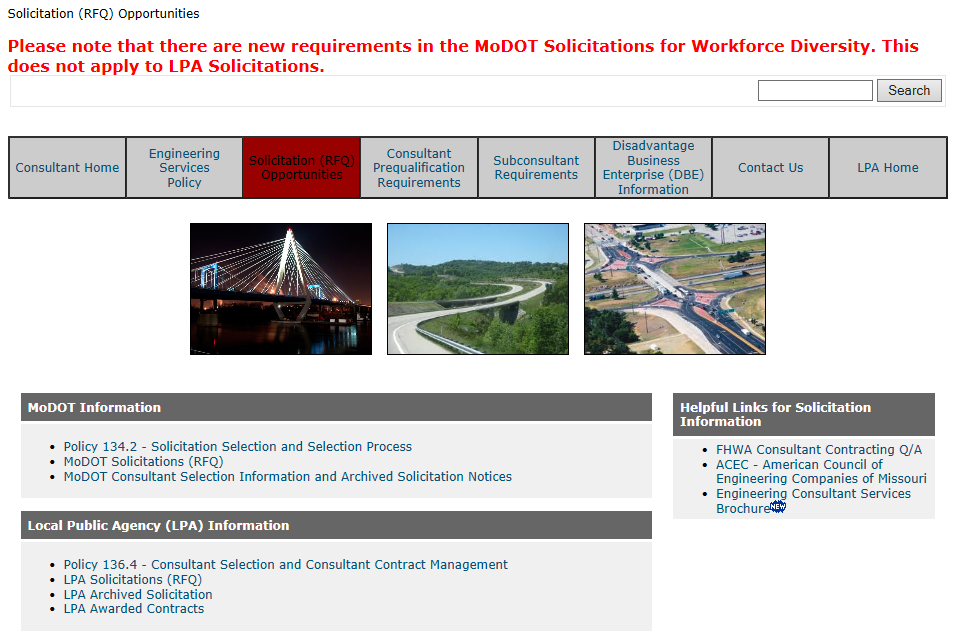 Solicitation (RFQ) Opportunities
Please note that there are new requirements in the MoDOT Solicitations for Workforce Diversity. This
does not apply to LPA Solicitations.
Search
Consultant Home
Engineering
Services
Policy
Solicitation (RFQ)
Opportunities
Consultant
Prequalification
Requirements
Subconsultant
Requirements
Disadvantage
Business
Enterprise (DBE)
Information
Contact Us
LPA Home
MoDOT Information
• Policy 134.2 - Solicitation Selection and Selection Process
• MoDOT Solicitations (RFQ)
• MoDOT Consultant Selection Information and Archived Solicitation Notices
Local Public Agency (LPA) Information
• Policy 136.4 - Consultant Selection and Consultant Contract Management
• LPA Solicitations (RFQ)
• LPA Archived Solicitation
• LPA Awarded Contracts
Helpful Links for Solicitation
Information
• FHWA Consultant Contracting Q/A
• ACEC - American Council of
Engineering Companies of Missouri
• Engineering Consultant Services
Brochure NEW